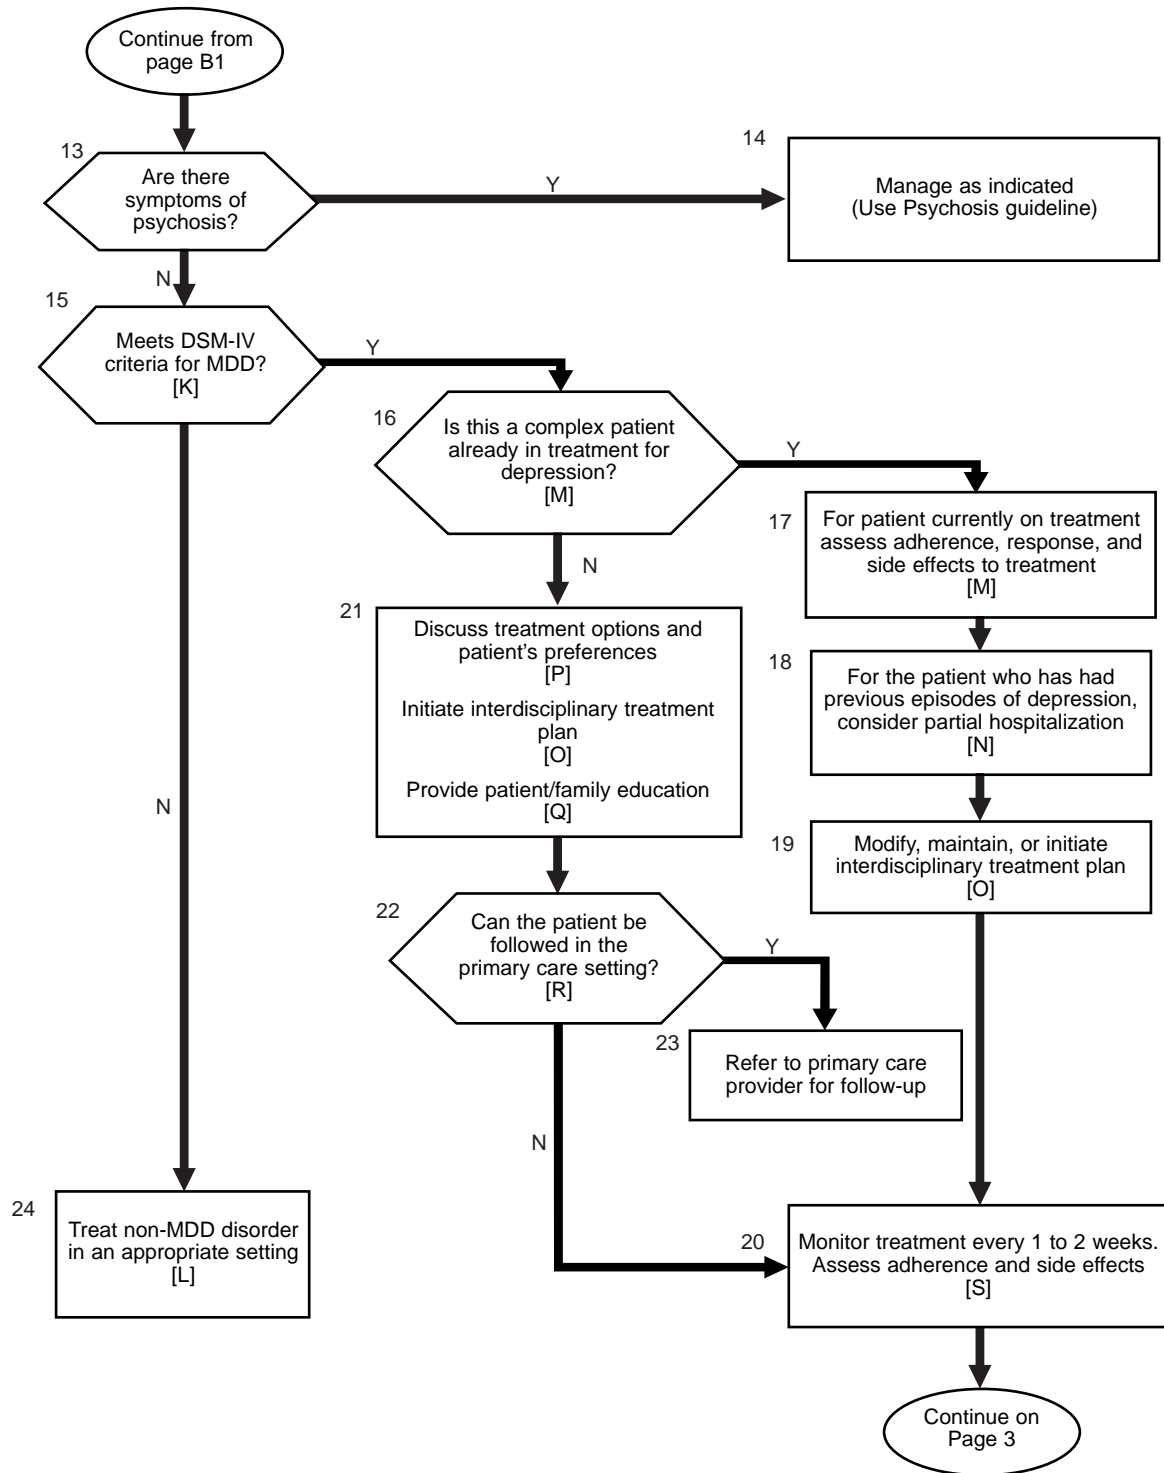 Continue from
page B1
13
Are there
symptoms of
psychosis?
Y
14
Manage as indicated
(Use Psychosis guideline)
N
15
Meets DSM-IV
criteria for MDD?
[K]
Y
16
Is this a complex patient
already in treatment for
depression?
[M]
Y
17
For patient currently on treatment
assess adherence, response, and
side effects to treatment
[M]
N
21
Discuss treatment options and
patient’s preferences
[P]
Initiate interdisciplinary treatment
plan
[O]
Provide patient/family education
[Q]
18
For the patient who has had
previous episodes of depression,
consider partial hospitalization
[N]
N
19
Modify, maintain, or initiate
interdisciplinary treatment plan
[O]
22
Can the patient be
followed in the
primary care setting?
[R]
Y
23
Refer to primary care
provider for follow-up
N
24
Treat non-MDD disorder
in an appropriate setting
[L]
20
Monitor treatment every 1 to 2 weeks.
Assess adherence and side effects
[S]
Continue on
Page 3